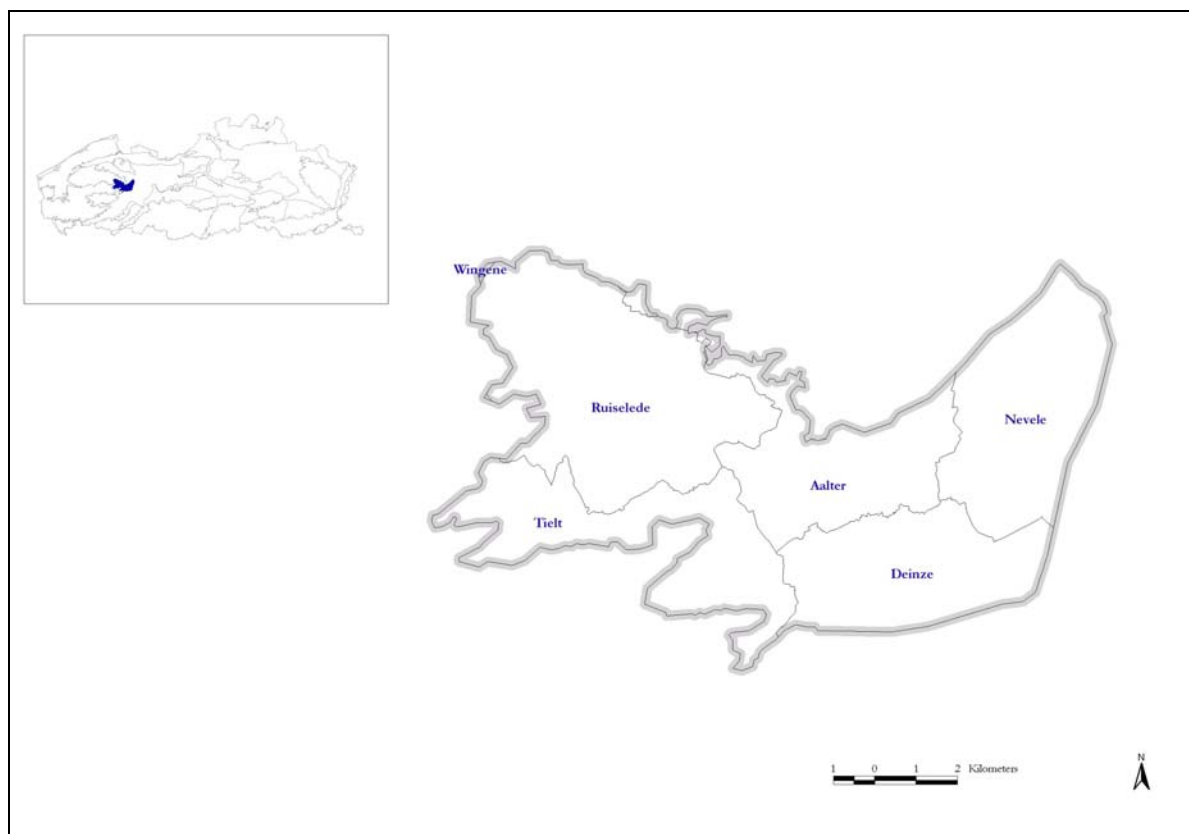 Wingene
Ruiselede
Nevele
Aalter
Tielt
Deinze
1 0 1 2 Kilometers
N